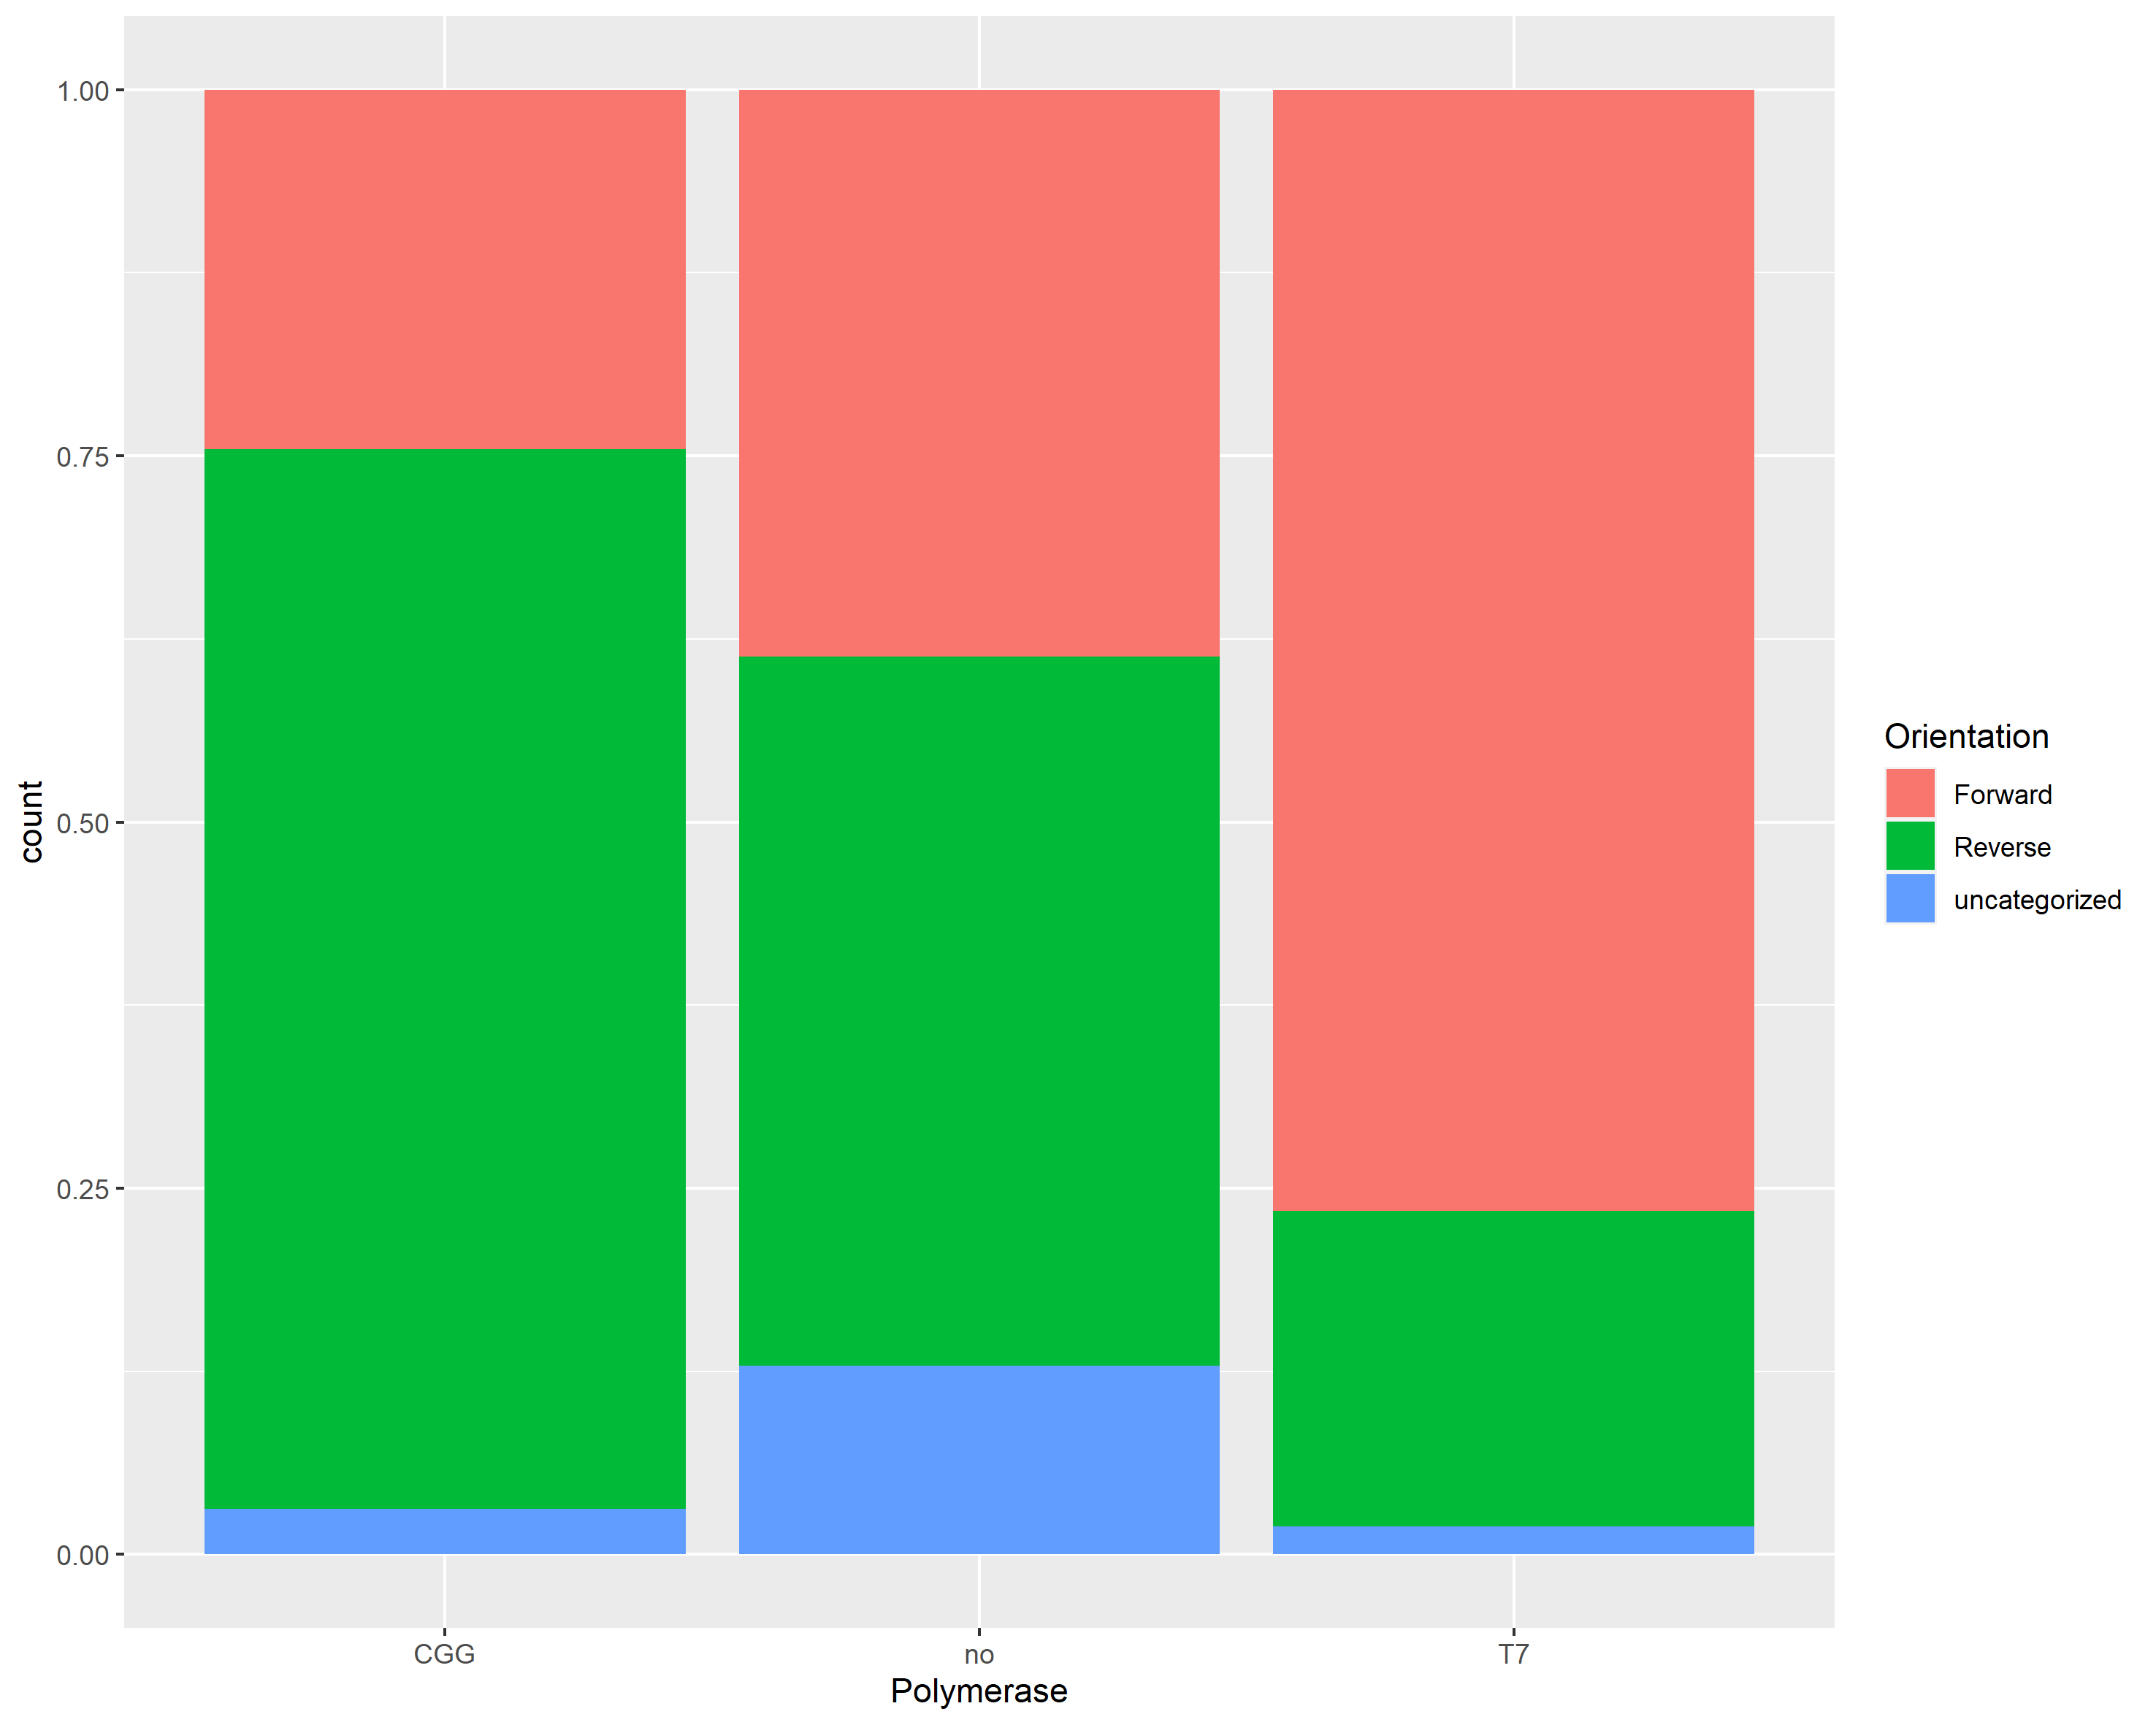 count
1.00
0.75
0.50
0.25
0.00
CGG
no
T7
Polymerase
Orientation
Forward
Reverse
uncategorized